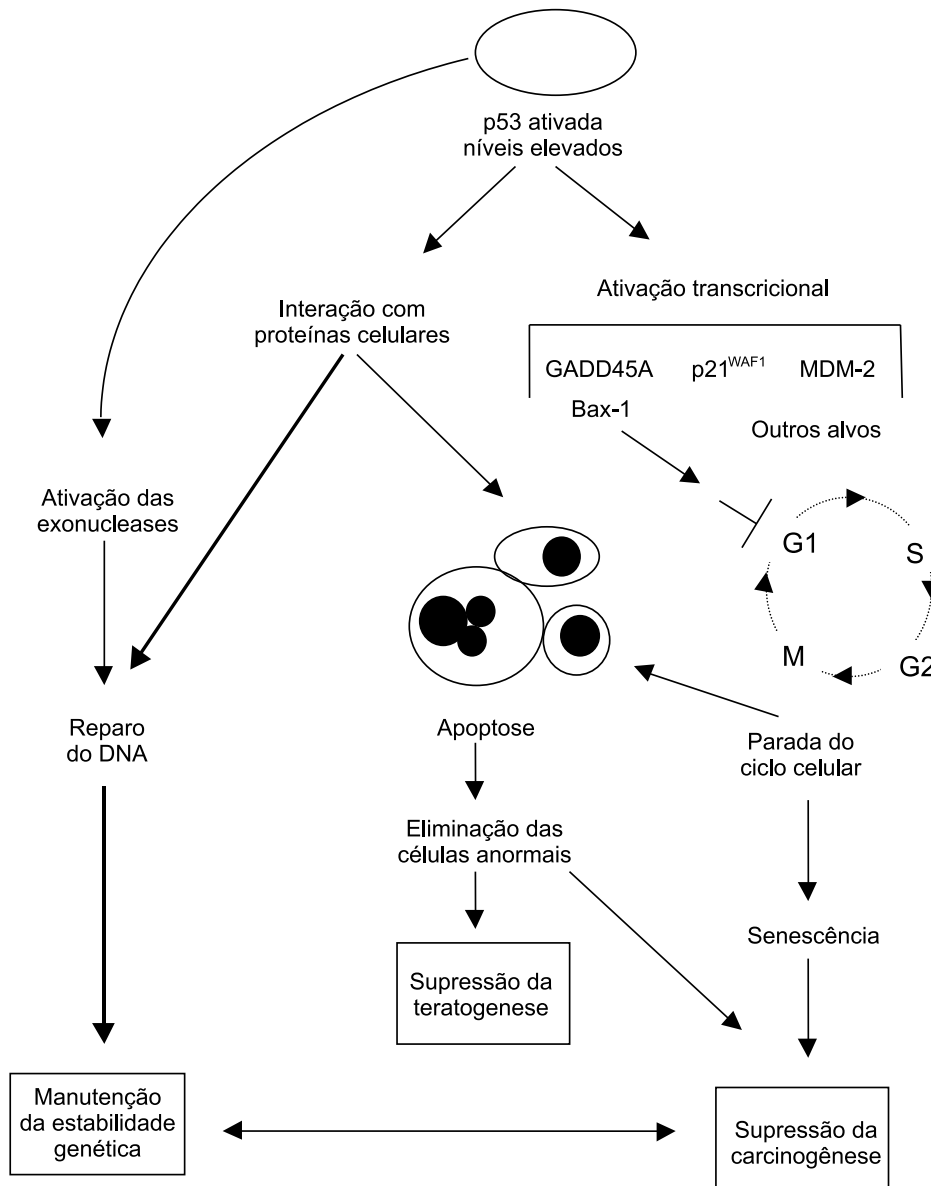 p53 ativada
níveis elevados
Interação com
proteínas celulares
Ativação transcricional
GADD45A p21WAF1 MDM-2
Bax-1
Outros alvos
Ativação das
exonucleases
G1
S
M
G2
Reparo
do DNA
Apoptose
Parada do
ciclo celular
Eliminação das
células anormais
Senescência
Supressão da
teratogenese
Manutenção
da estabilidade
genética
Supressão da
carcinogênese